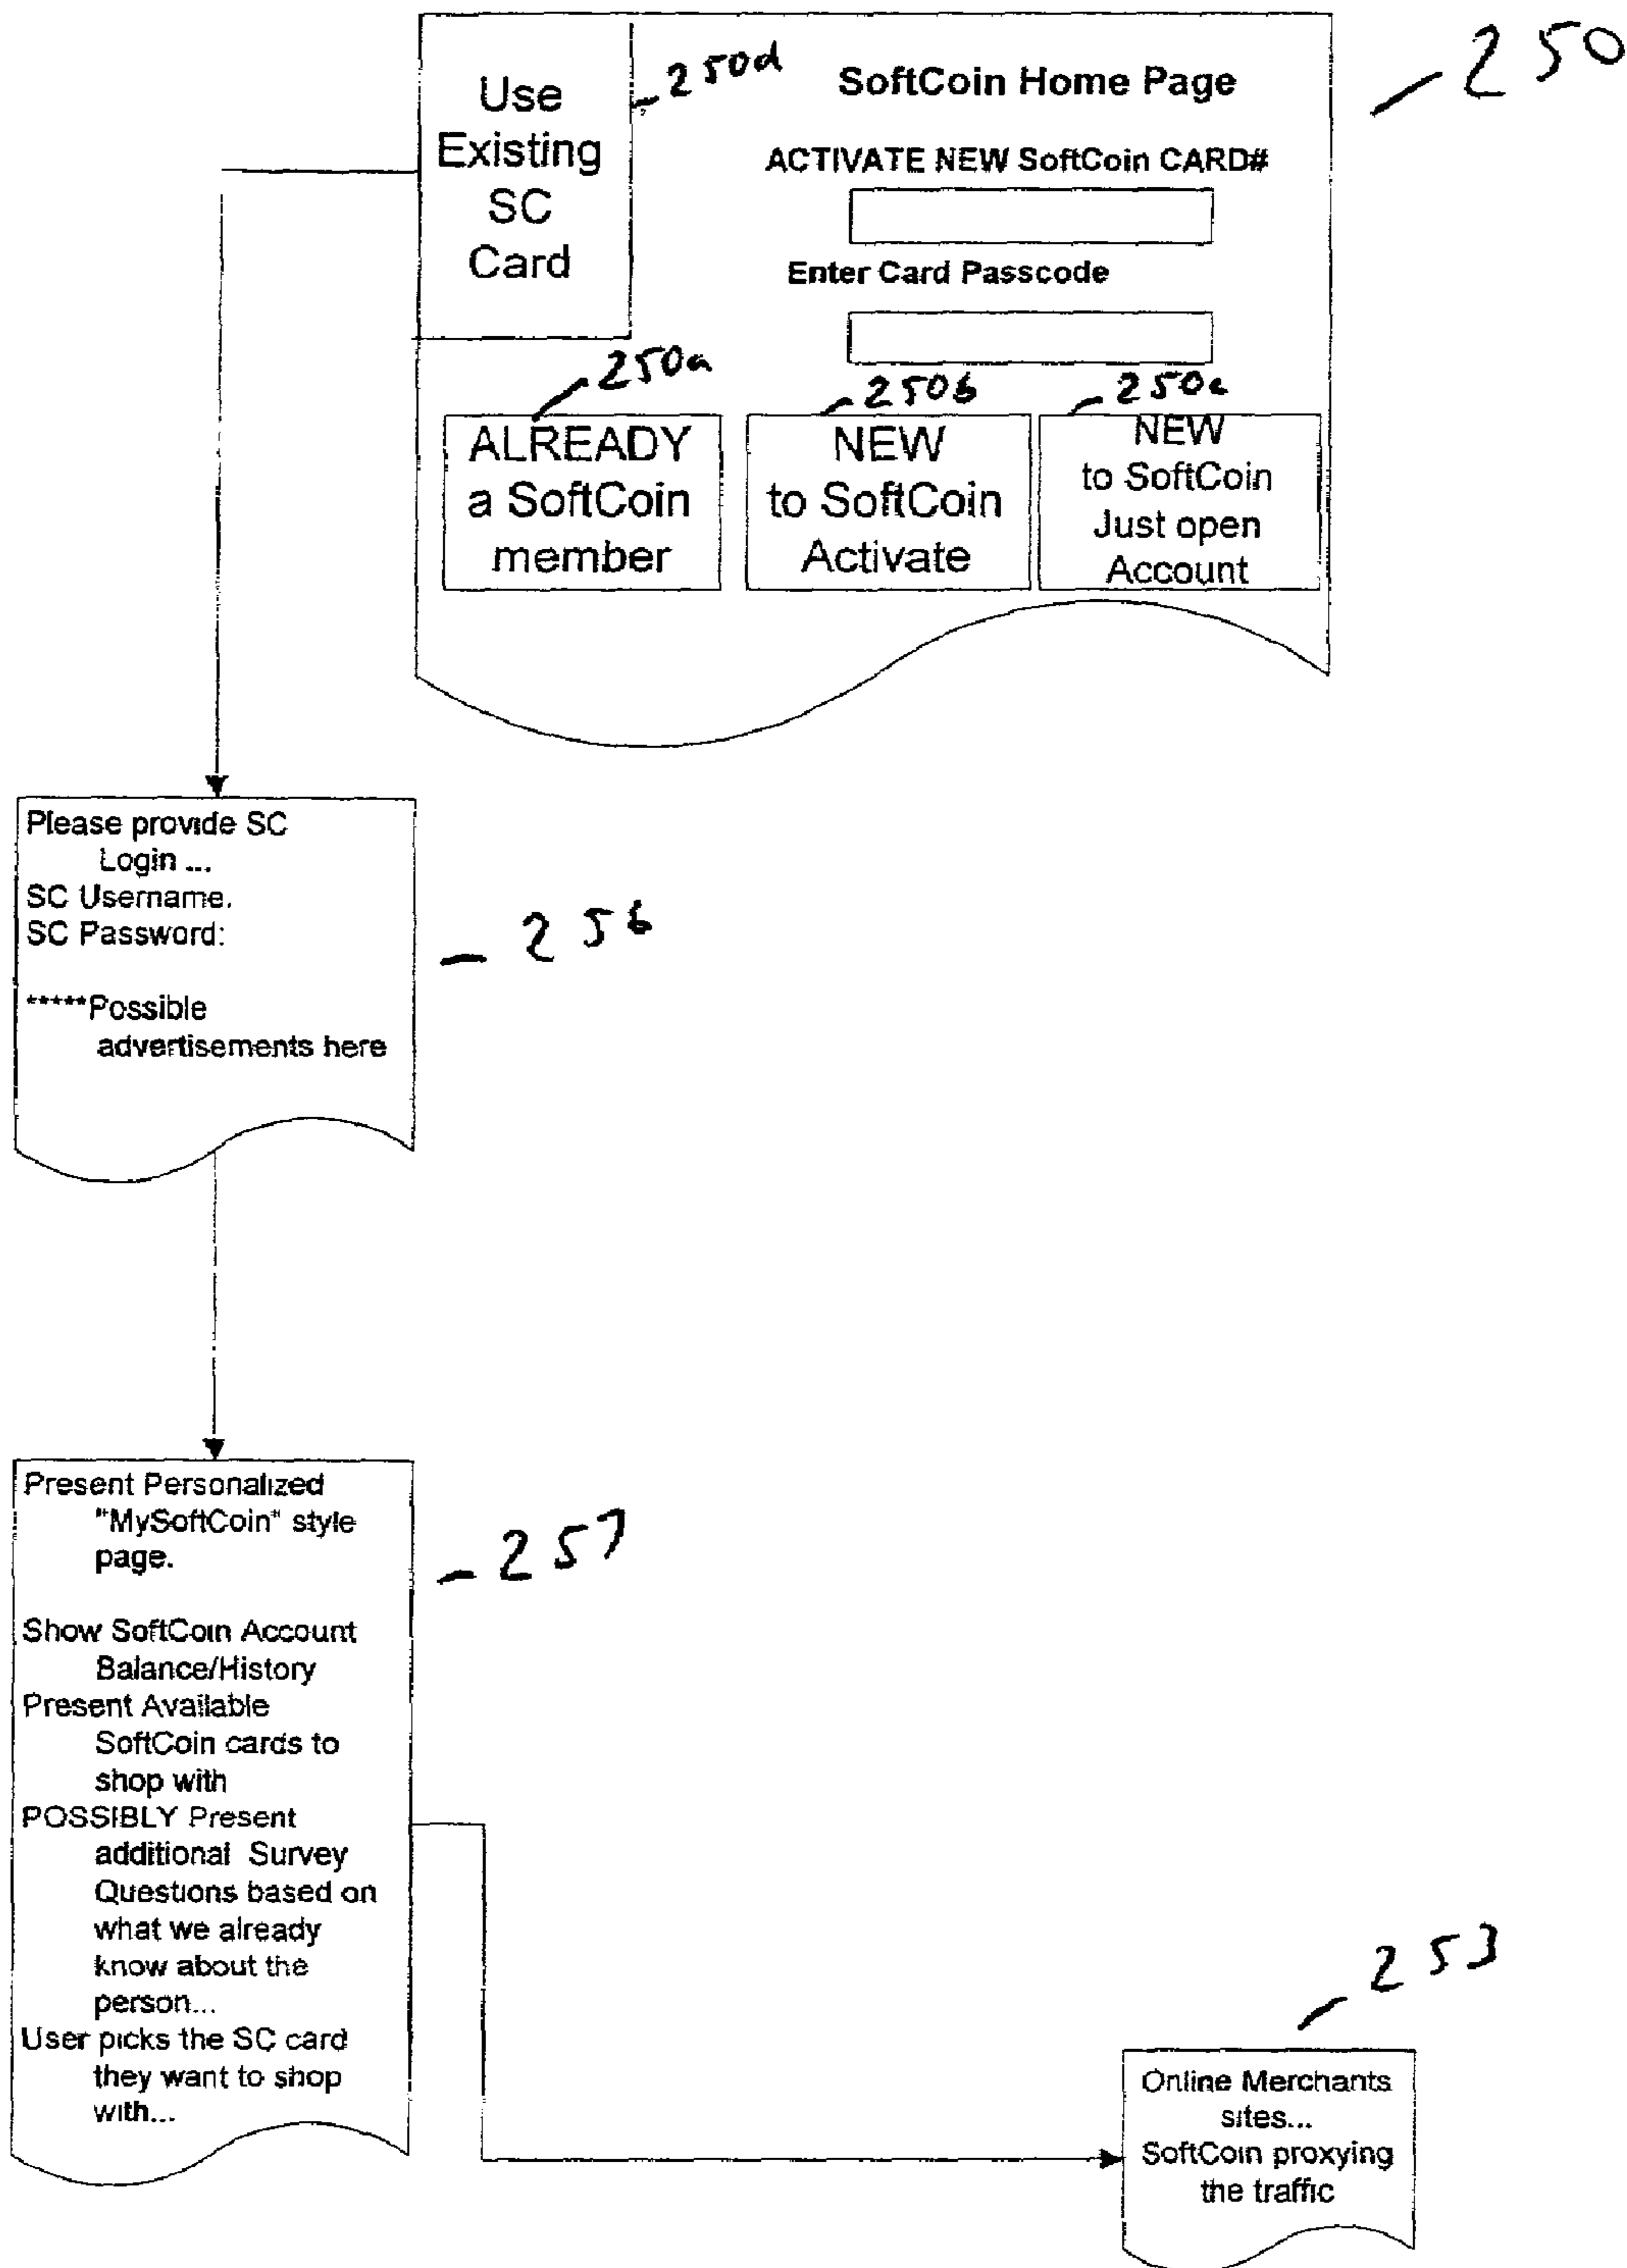 Use
Existing
SC
Card
250d
SoftCoin Home Page
250
ACTIVATE NEW SoftCoin CARD#
Enter Card Passcode
250a
250b
250c
ALREADY
a SoftCoin
member
NEW
to SoftCoin
Activate
NEW
to SoftCoin
Just open
Account
Please provide SC
Login ...
SC Username.
SC Password:
*****Possible
advertisements here
256
Present Personalized
"MySoftCoin" style
page.
Show SoftCoin Account
Balance/History
Present Available
SoftCoin cards to
shop with
POSSIBLY Present
additional Survey
Questions based on
what we already
know about the
person...
User picks the SC card
they want to shop
with...
257
253
Online Merchants
sites...
SoftCoin proxying
the traffic